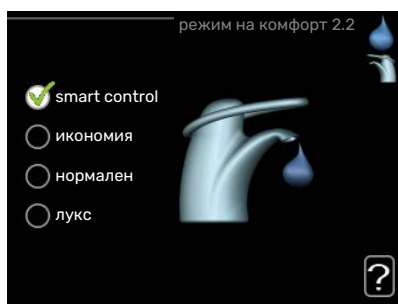 режим на комфорт 2.2
smart control
икономия
нормален
лукс
?